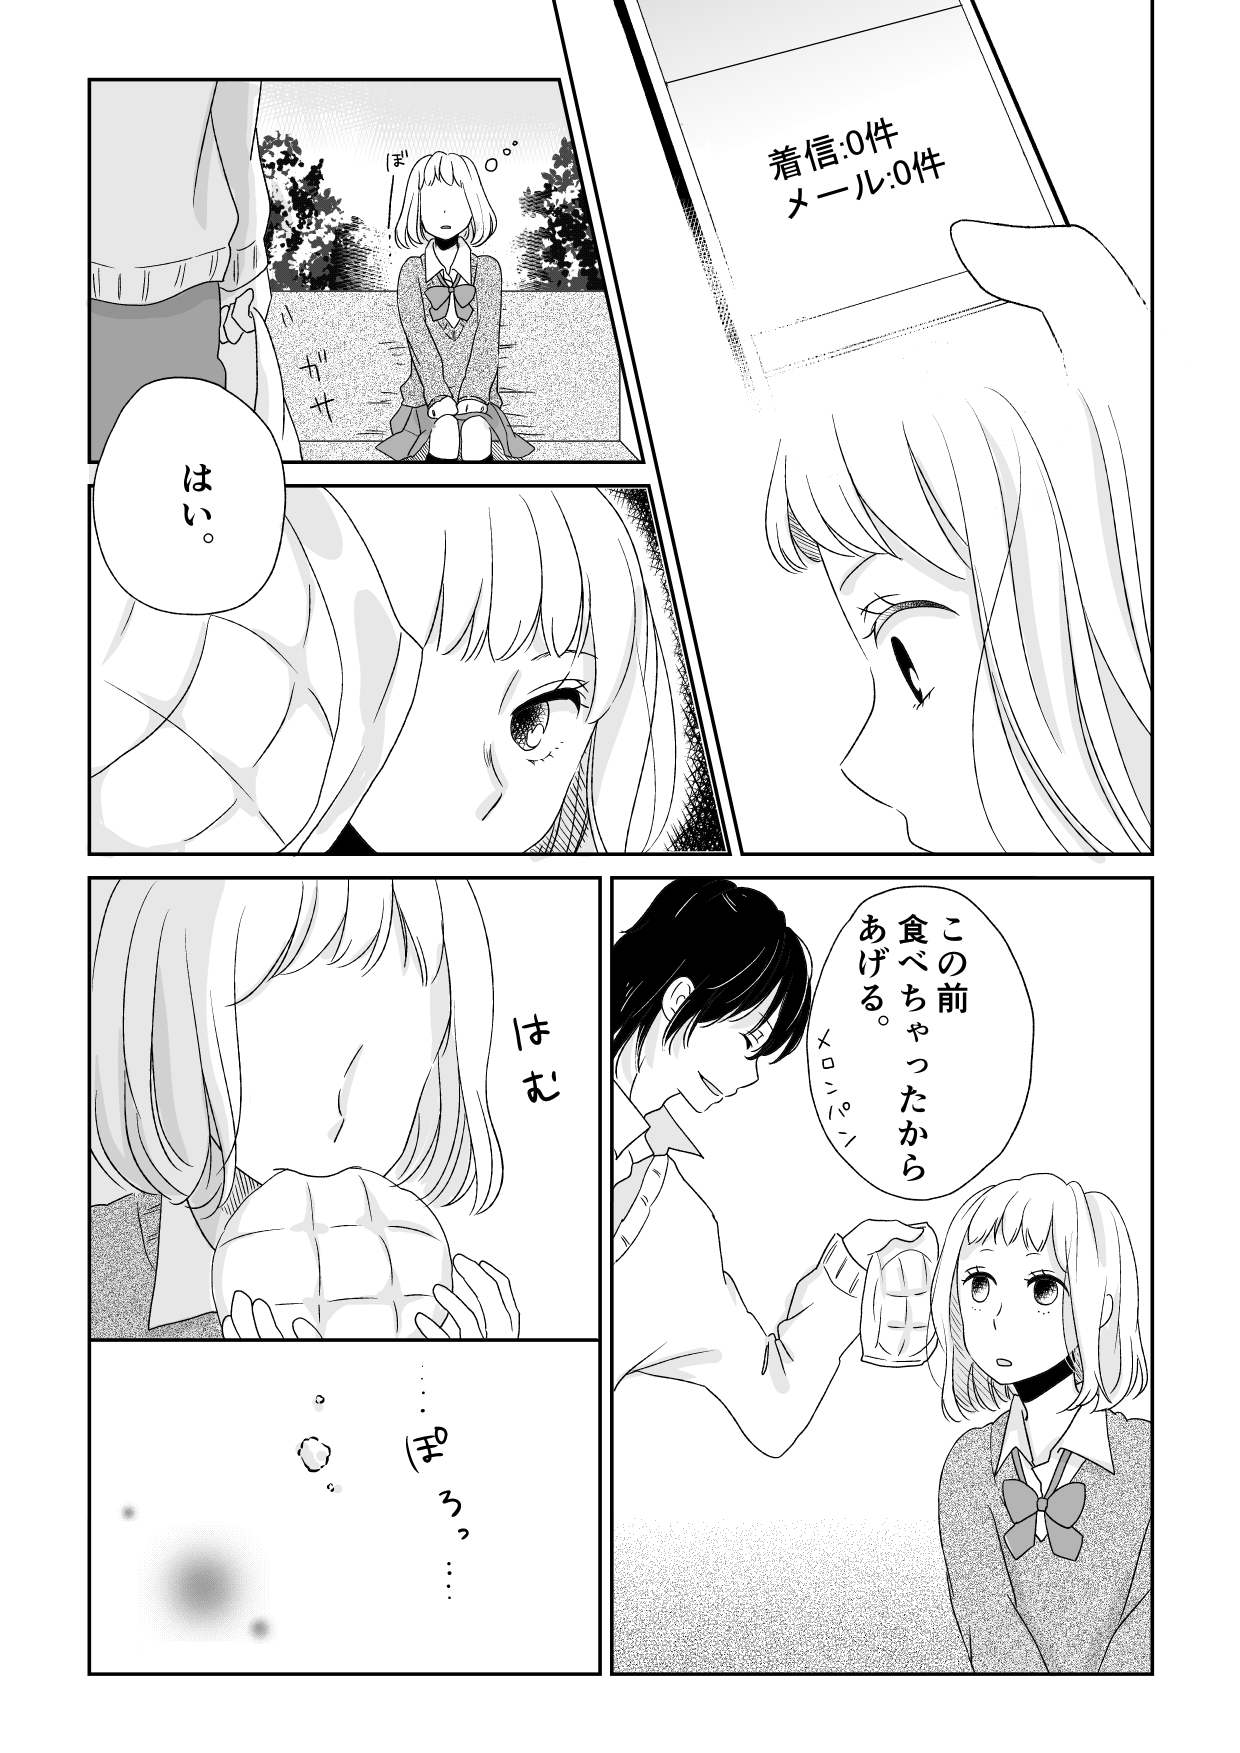 着信:0件
メール:0件
ぼー
ガサ
はい。
この前
食べちゃったから
あげる。
メロンパン
はむ
‥‥ぽろっ‥‥